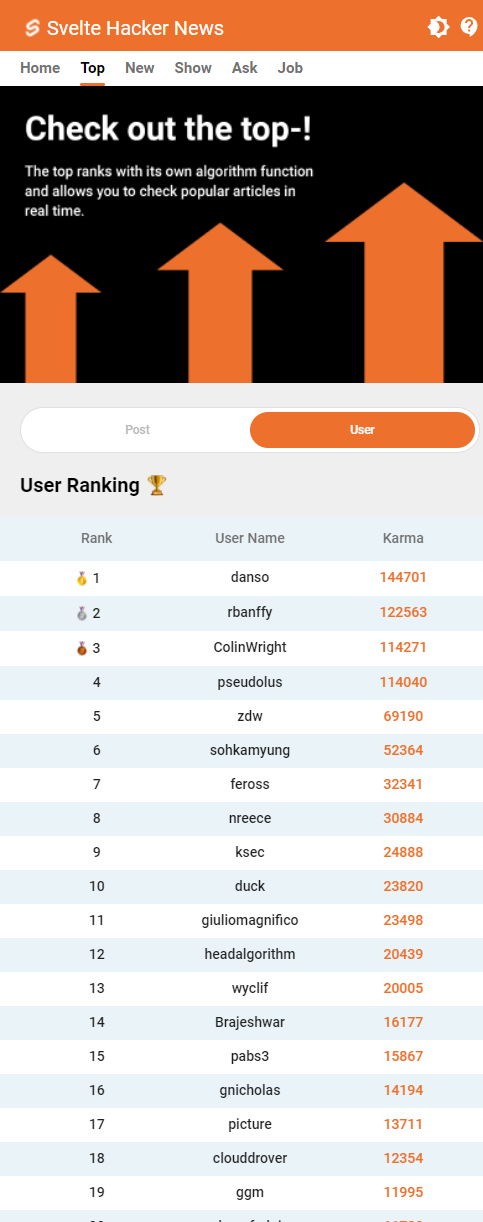 Svelte Hacker News
Home Top New Show Ask Job
Check out the top-!
The top ranks with its own algorithm function
and allows you to check popular articles in
real time.
Post User
User Ranking 🏆
Rank User Name Karma
🥇 1 danso 144701
🥈 2 rbanffy 122563
🥉 3 ColinWright 114271
4 pseudolus 114040
5 zdw 69190
6 sohkamyung 52364
7 feross 32341
8 nreece 30884
9 ksec 24888
10 duck 23820
11 giuliomagnifico 23498
12 headalgorithm 20439
13 wyclif 20005
14 Brajeshwar 16177
15 pabs3 15867
16 gnicholas 14194
17 picture 13711
18 clouddrover 12354
19 ggm 11995